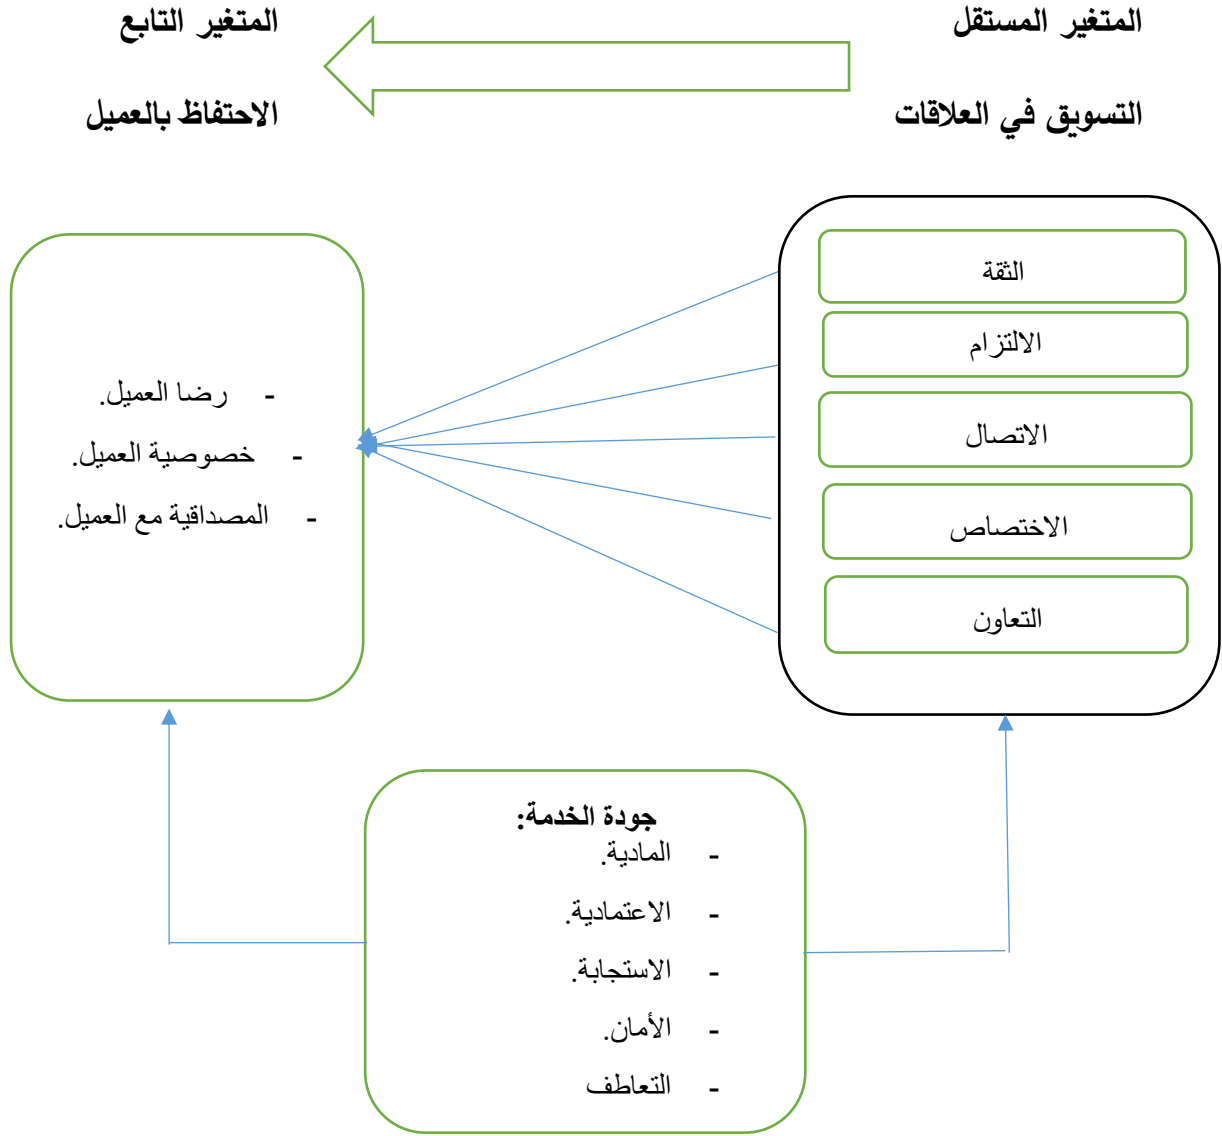 المتغير المستقل
المتغير التابع
التسويق في العلاقات
الاحتفاظ بالعميل
الثقة
الالتزام
الاتصال
الاختصاص
التعاون
- رضا العميل.
- خصوصية العميل.
- المصداقية مع العميل.
جودة الخدمة:
- المادية.
- الاعتمادية.
- الاستجابة.
- الأمان.
- التعاطف